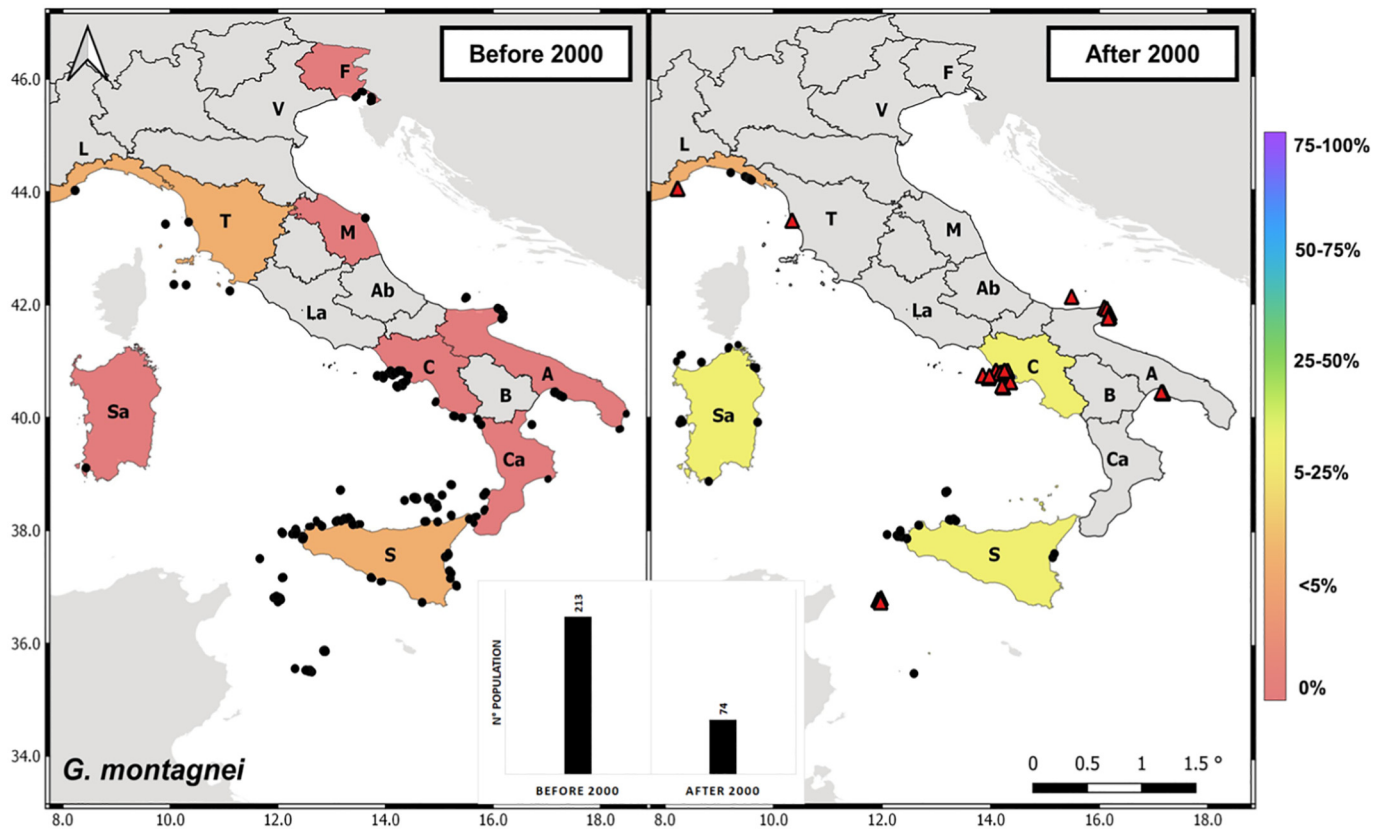 Before 2000
After 2000
46.0
44.0
42.0
40.0
38.0
36.0
34.0
F
V
L
T
M
Ab
La
C
B
A
Sa
Ca
S
F
V
L
T
M
Ab
La
C
B
A
Sa
Ca
S
75-100%
50-75%
25-50%
5-25%
<5%
0%
N° POPULATION
213
74
BEFORE 2000
AFTER 2000
G. montagnei
0 0.5 1 1.5 °
8.0 10.0 12.0 14.0 16.0 18.0
8.0 10.0 12.0 14.0 16.0 18.0